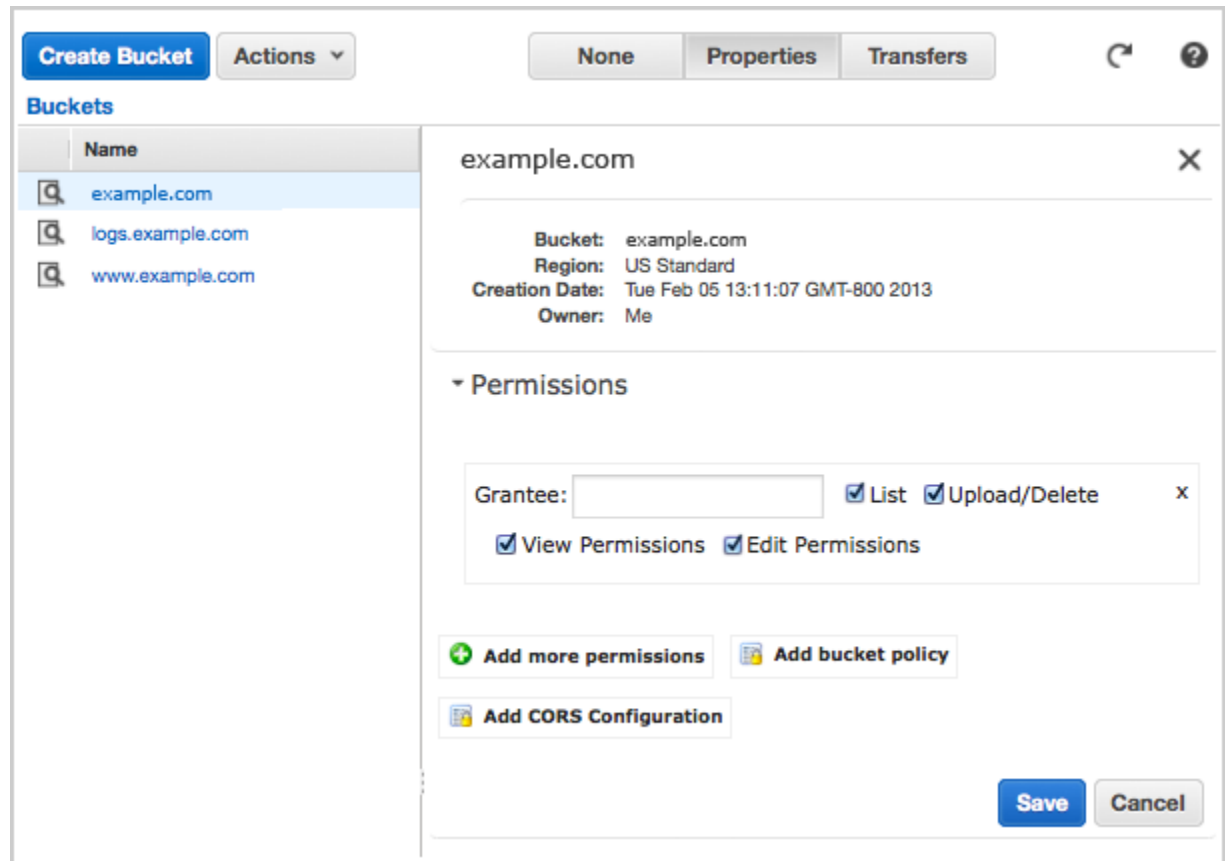 Create Bucket Actions None Properties Transfers
Buckets
Name
example.com
logs.example.com
www.example.com
example.com
Bucket: example.com
Region: US Standard
Creation Date: Tue Feb 05 13:11:07 GMT-800 2013
Owner: Me
Permissions
Grantee: List Upload/Delete x
View Permissions Edit Permissions
Add more permissions Add bucket policy
Add CORS Configuration
Save Cancel